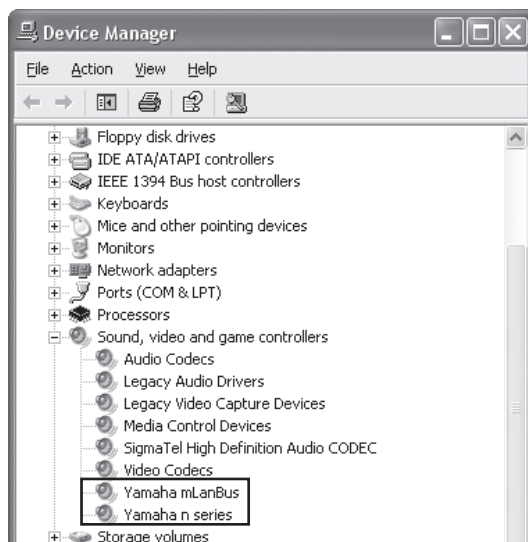 Device Manager
File Action View Help
Floppy disk drives
IDE ATA/ATAPI controllers
IEEE 1394 Bus host controllers
Keyboards
Mice and other pointing devices
Monitors
Network adapters
Ports (COM & LPT)
Processors
Sound, video and game controllers
Audio Codecs
Legacy Audio Drivers
Legacy Video Capture Devices
Media Control Devices
SigmaTel High Definition Audio CODEC
Video Codecs
Yamaha mLanBus
Yamaha n series
Storage volumes